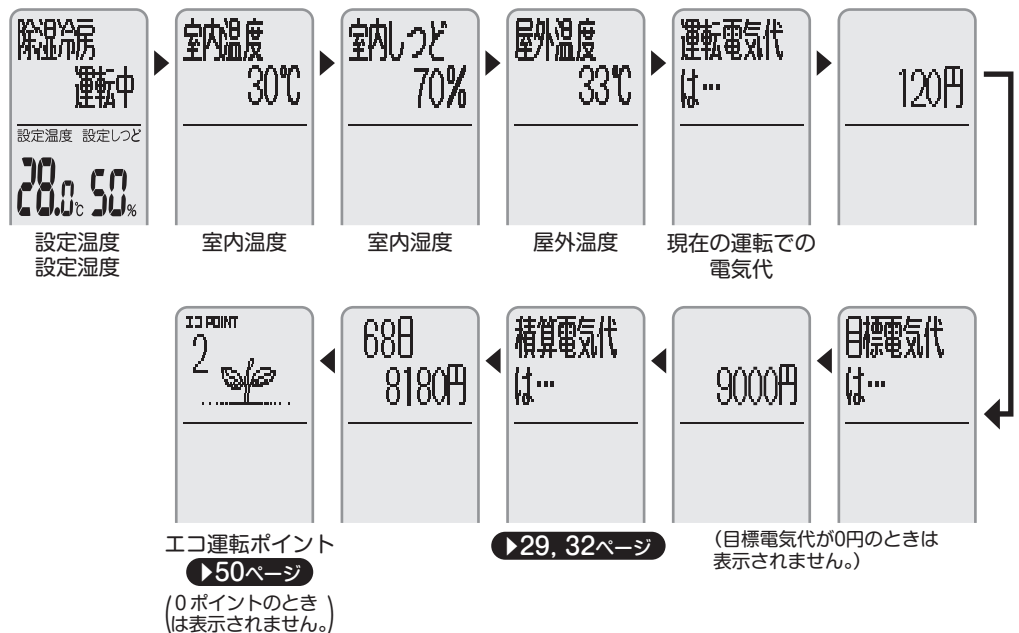 除湿冷房
運転中
設定温度 設定しつど
28.0℃ 50%
設定温度
設定湿度
室内温度
30℃
室内温度
室内しつど
70%
室内湿度
屋外温度
33℃
屋外温度
運転電気代
は…
現在の運転での
電気代
120円
目標電気代
は…
9000円
(目標電気代が0円のときは
表示されません。)
積算電気代
は…
▶29, 32ページ
68日
8180円
エコ POINT
2
エコ運転ポイント
▶50ページ
(0 ポイントのとき
は表示されません。)